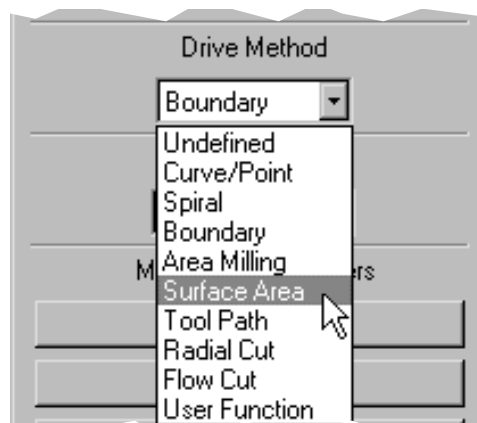 Drive Method
Boundary
Undefined
Curve/Point
Spiral
Boundary
Area Milling
Surface Area
Tool Path
Radial Cut
Flow Cut
User Function